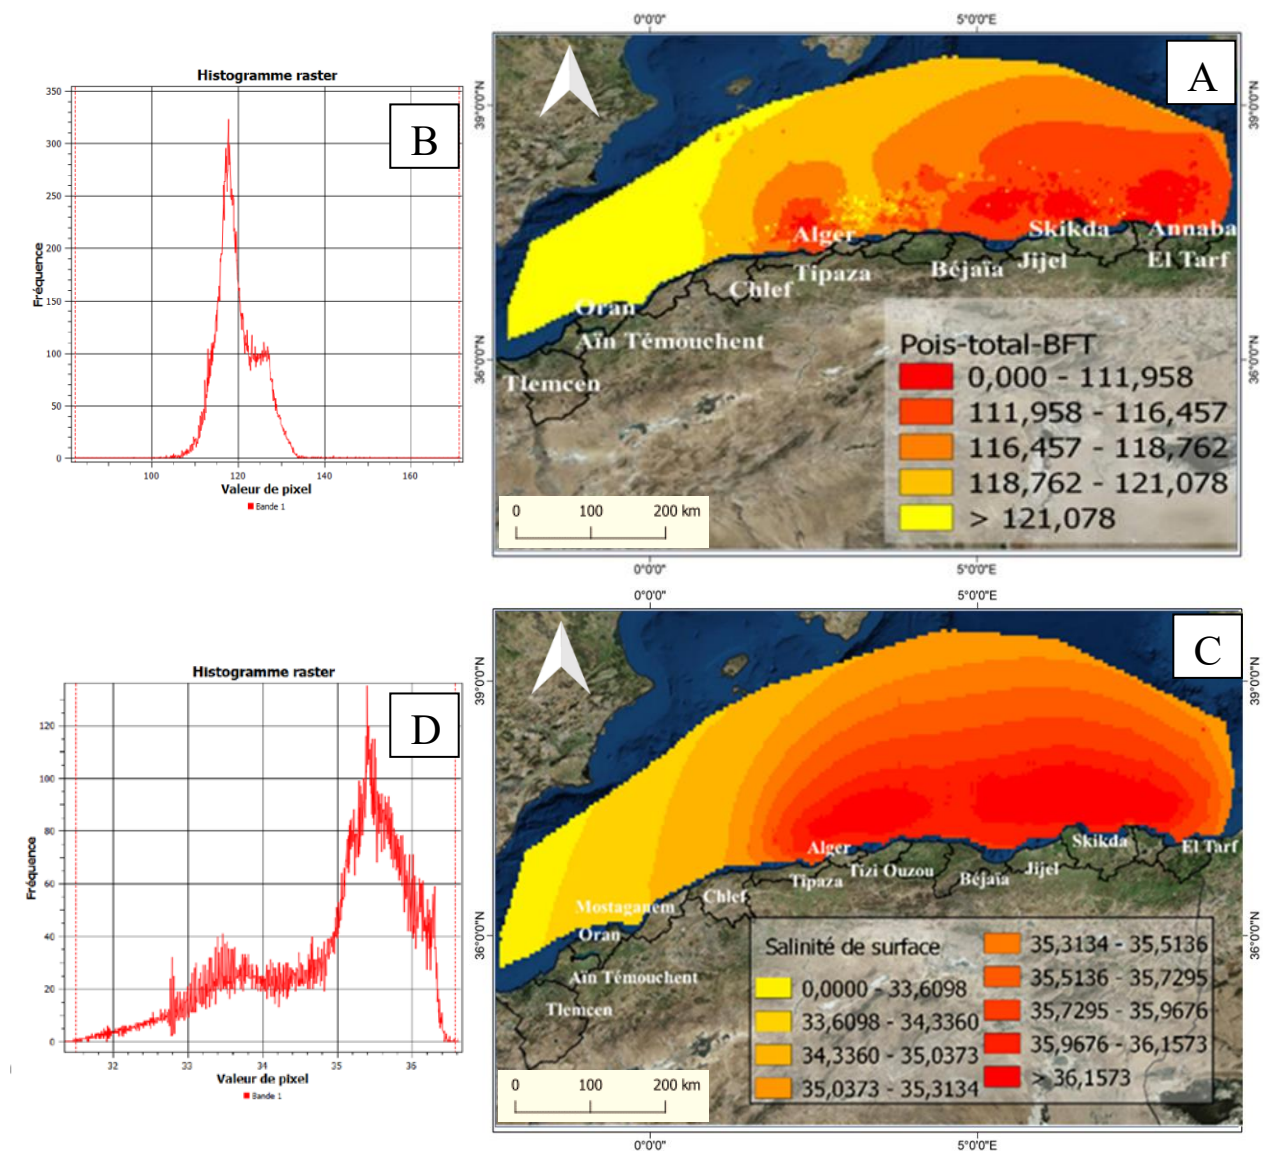 Histogramme raster
B
350
300
250
200
150
100
50
0
Fréquence
100
120
140
160
Valeur de pixel
Bande 1
0°0'0"
5°0'0"E
39°0'0"N
36°0'0"N
A
39°0'0"N
36°0'0"N
Alger
Skikda
Annaba
Tipaza
Béjaïa
Jijel
El Tarf
Chlef
Oran
Aïn Témouchent
Tlemcen
Pois-total-BFT
0,000 - 111,958
111,958 - 116,457
116,457 - 118,762
118,762 - 121,078
> 121,078
0 100 200 km
0°0'0"
5°0'0"E
Histogramme raster
D
120
100
80
60
40
20
0
Fréquence
32
33
34
35
36
Valeur de pixel
Bande 1
0°0'0"
5°0'0"E
39°0'0"N
36°0'0"N
C
39°0'0"N
36°0'0"N
Alger
Skikda
El Tarf
Tipaza
Tizi Ouzou
Béjaïa
Jijel
Chlef
Mostaganem
Oran
Aïn Témouchent
Tlemcen
Salinité de surface
0,0000 - 33,6098
33,6098 - 34,3360
34,3360 - 35,0373
35,0373 - 35,3134
35,3134 - 35,5136
35,5136 - 35,7295
35,7295 - 35,9676
35,9676 - 36,1573
> 36,1573
0 100 200 km
0°0'0"
5°0'0"E